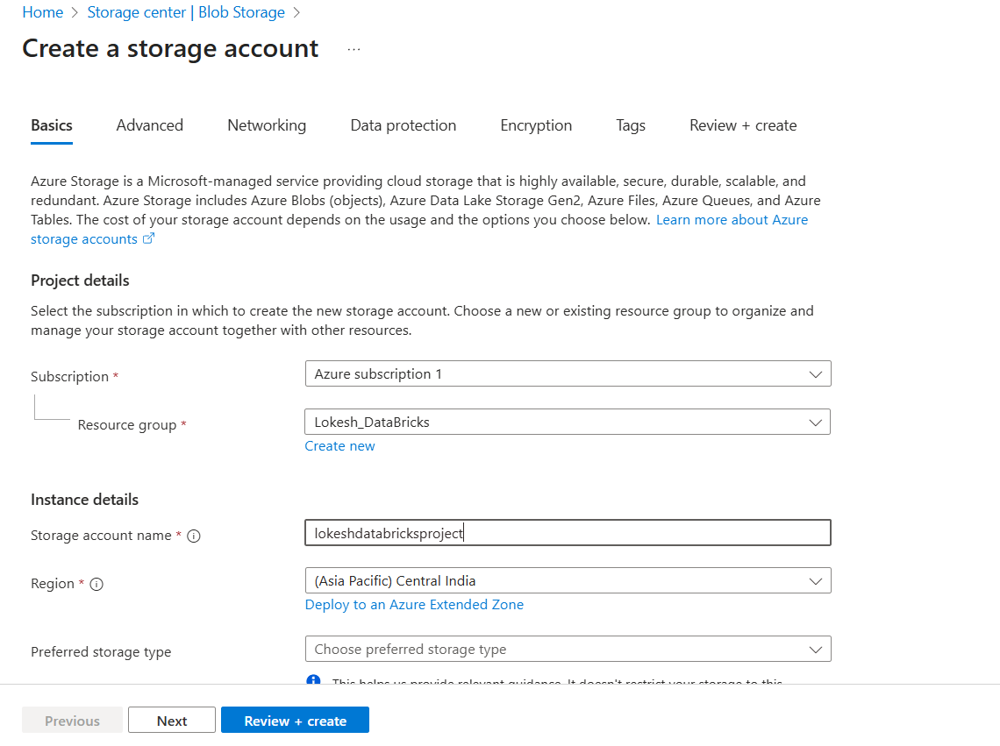 Home > Storage center | Blob Storage >
Create a storage account ...
Basics Advanced Networking Data protection Encryption Tags Review + create
Azure Storage is a Microsoft-managed service providing cloud storage that is highly available, secure, durable, scalable, and
redundant. Azure Storage includes Azure Blobs (objects), Azure Data Lake Storage Gen2, Azure Files, Azure Queues, and Azure
Tables. The cost of your storage account depends on the usage and the options you choose below. Learn more about Azure
storage accounts
Project details
Select the subscription in which to create the new storage account. Choose a new or existing resource group to organize and
manage your storage account together with other resources.
Subscription * Azure subscription 1
Resource group * Lokesh_DataBricks
Create new
Instance details
Storage account name * lokeshdatabricksproject
Region * (Asia Pacific) Central India
Deploy to an Azure Extended Zone
Preferred storage type Choose preferred storage type
This helps us provide relevant guidance. It doesn't restrict your storage to this
Previous Next Review + create